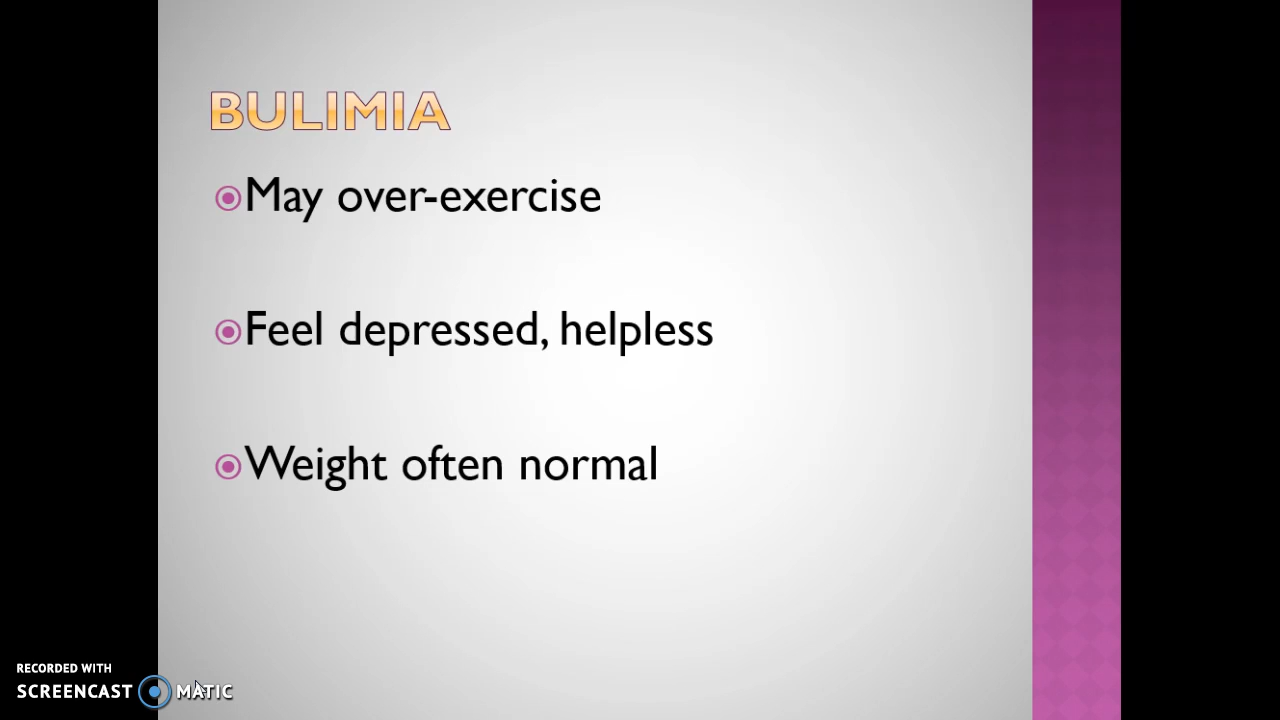 BULIMIA
May over-exercise
Feel depressed, helpless
Weight often normal
RECORDED WITH
SCREENCAST MATIC